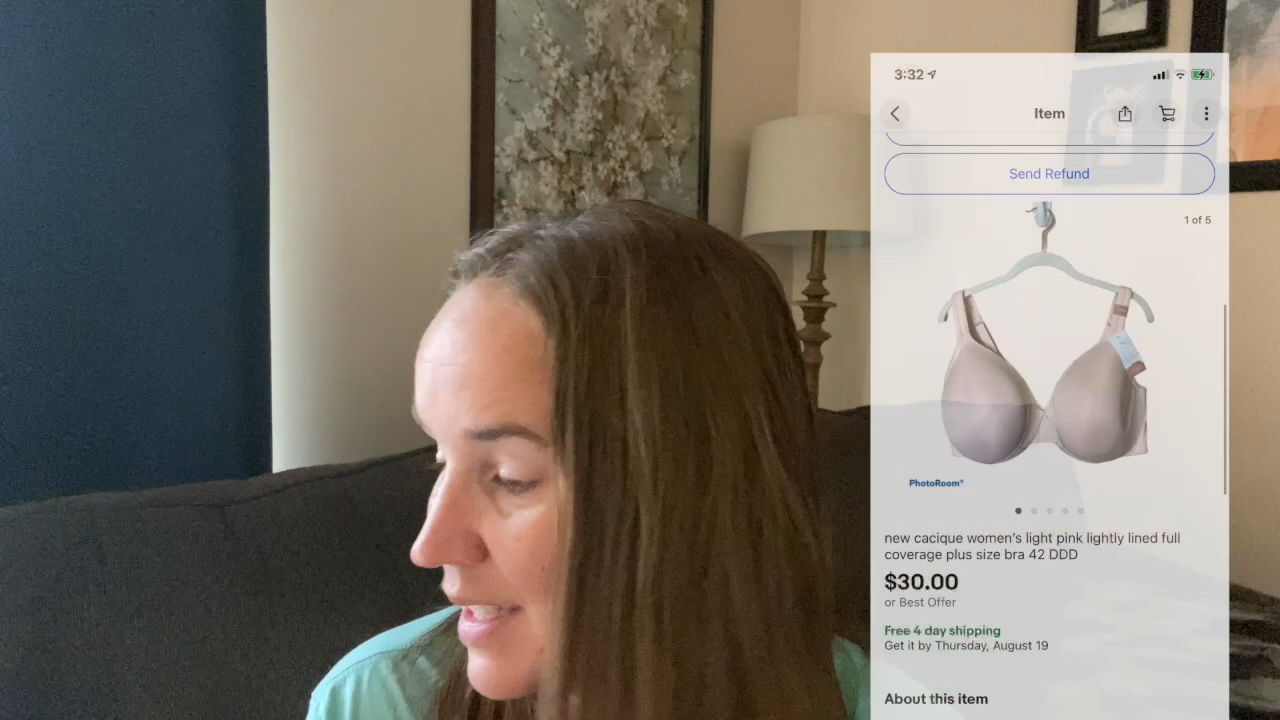 3:32
Item
Send Refund
1 of 5
PhotoRoom
new cacique women's light pink lightly lined full
coverage plus size bra 42 DDD
$30.00
or Best Offer
Free 4 day shipping
Get it by Thursday, August 19
About this item